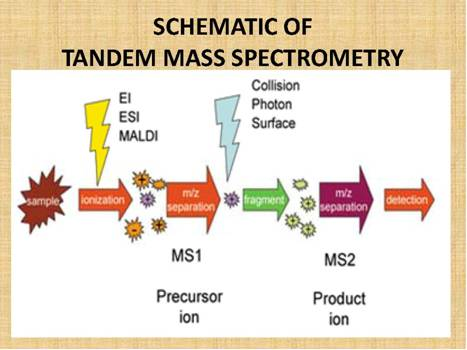 SCHEMATIC OF
TANDEM MASS SPECTROMETRY
EI
ESI
MALDI
Collision
Photon
Surface
sample
ionization
m/z
separation
fragment
m/z
separation
detection
MS1
Precursor
ion
MS2
Product
ion